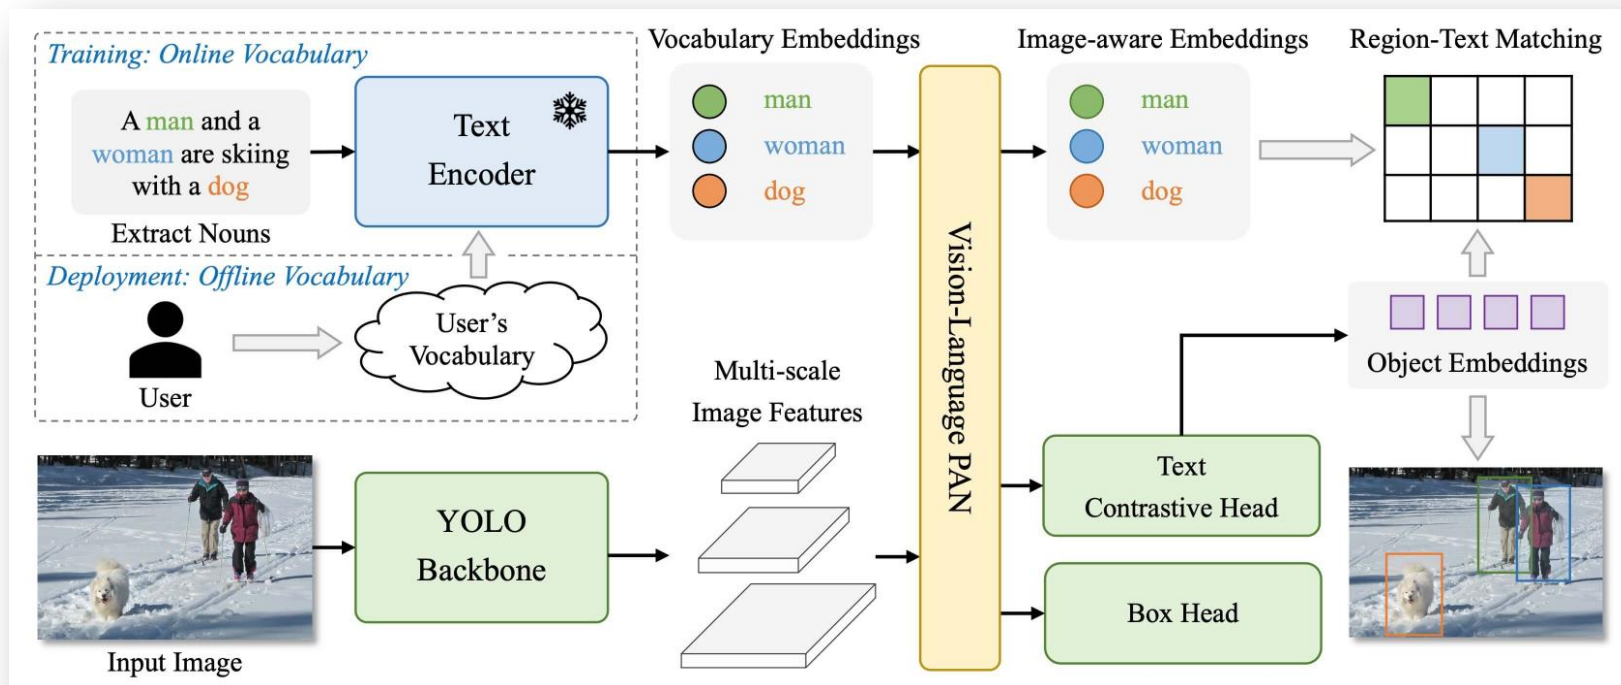 Training: Online Vocabulary
A man and a
woman are skiing
with a dog
Extract Nouns
Text
Encoder
Deployment: Offline Vocabulary
User
User’s
Vocabulary
Vocabulary Embeddings
man
woman
dog
Input Image
YOLO
Backbone
Multi-scale
Image Features
Vision-Language PAN
Image-aware Embeddings
man
woman
dog
Region-Text Matching
Object Embeddings
Text
Contrastive Head
Box Head